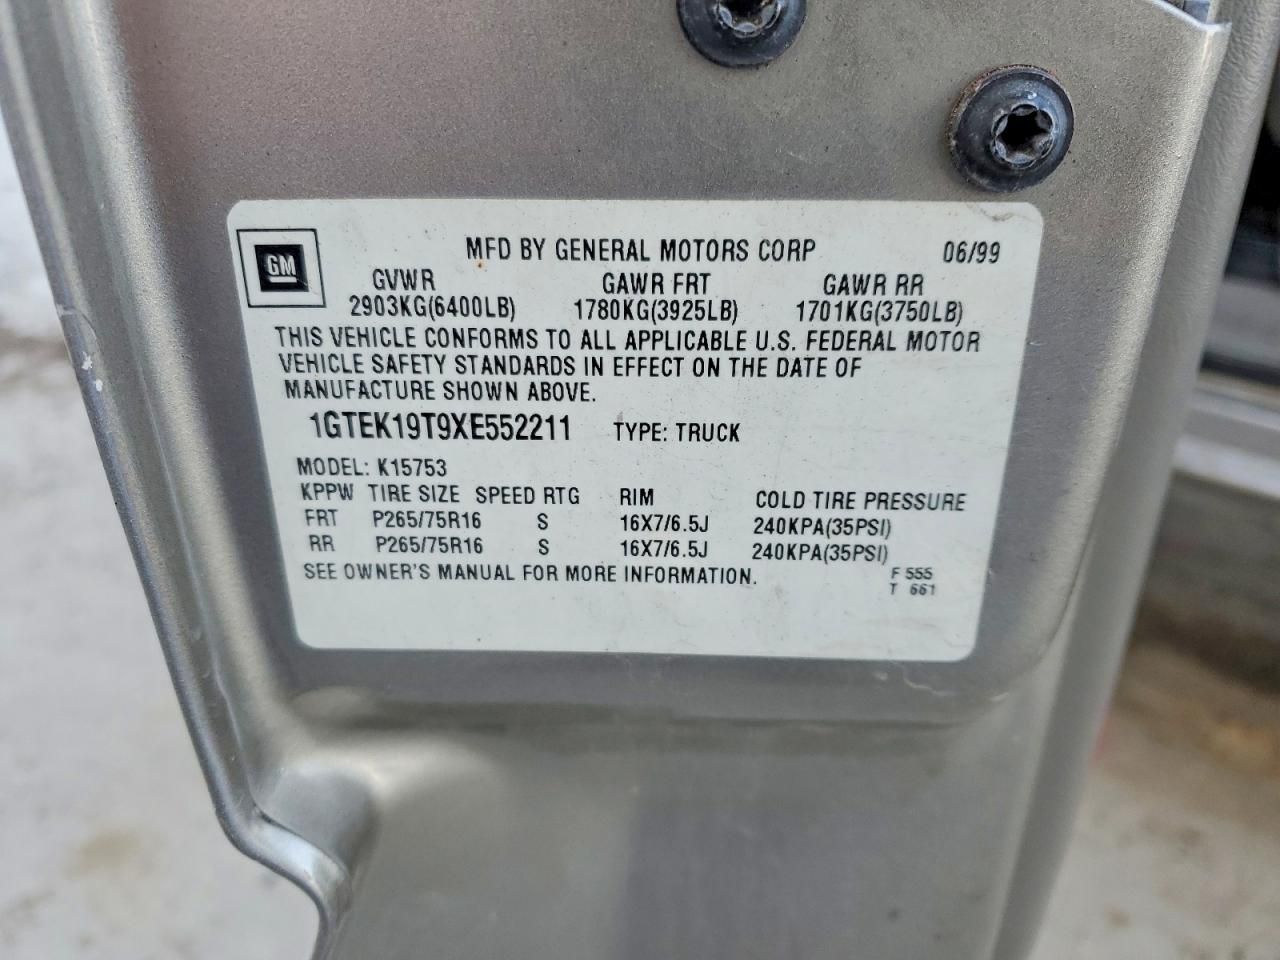 GM
MFD BY GENERAL MOTORS CORP 06/99
GVWR GAWR FRT GAWR RR
2903KG(6400LB) 1780KG(3925LB) 1701KG(3750LB)
THIS VEHICLE CONFORMS TO ALL APPLICABLE U.S. FEDERAL MOTOR
VEHICLE SAFETY STANDARDS IN EFFECT ON THE DATE OF
MANUFACTURE SHOWN ABOVE.
1GTEK19T9XE552211 TYPE: TRUCK
MODEL: K15753
KPPW TIRE SIZE SPEED RTG RIM COLD TIRE PRESSURE
FRT P265/75R16 S 16X7/6.5J 240KPA(35PSI)
RR P265/75R16 S 16X7/6.5J 240KPA(35PSI)
SEE OWNER'S MANUAL FOR MORE INFORMATION. F 555
T 661